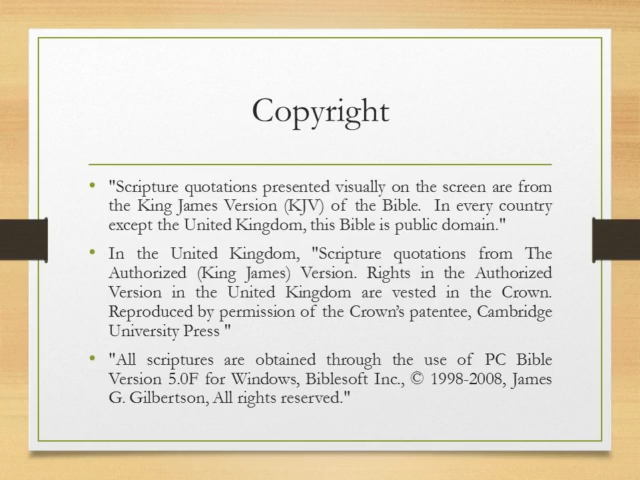 Copyright
• "Scripture quotations presented visually on the screen are from
the King James Version (KJV) of the Bible.  In every country
except the United Kingdom, this Bible is public domain."
• In the United Kingdom, "Scripture quotations from The
Authorized (King James) Version. Rights in the Authorized
Version in the United Kingdom are vested in the Crown.
Reproduced by permission of the Crown’s patentee, Cambridge
University Press "
• "All scriptures are obtained through the use of PC Bible
Version 5.0F for Windows, Biblesoft Inc., © 1998-2008, James
G. Gilbertson, All rights reserved."